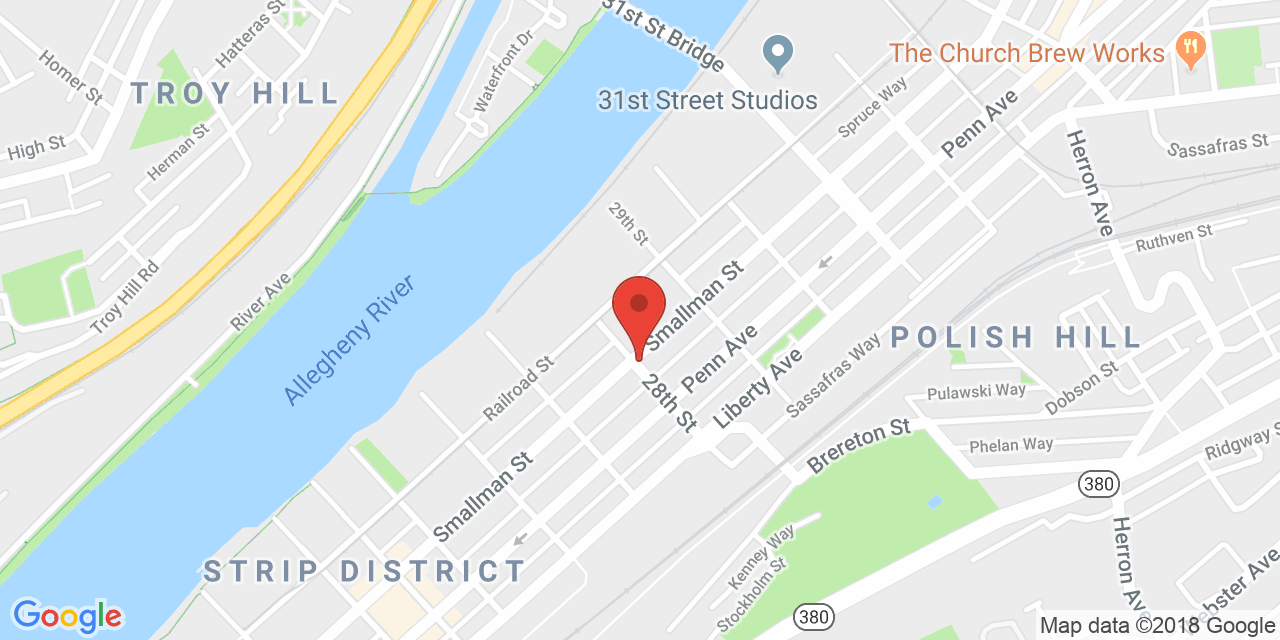 31st St Bridge
Hatteras St
Homer St
TROY HILL
Waterfront Dr
The Church Brew Works
31st Street Studios
Spruce Way
Penn Ave
High St
Herman St
Herron Ave
Sassafras St
Ruthven St
29th St
Troy Hill Rd
River Ave
Allegheny River
Smallman St
Penn Ave
Liberty Ave
Sassafras Way
POLISH HILL
Railroad St
28th St
Pulawski Way
Dobson St
Brereton St
Phelan Way
Ridgway S
Smallman St
380
STRIP DISTRICT
Kenney Way
Stockholm St
Herron Av
ebster Ave
380
Google
Map data ©2018 Google